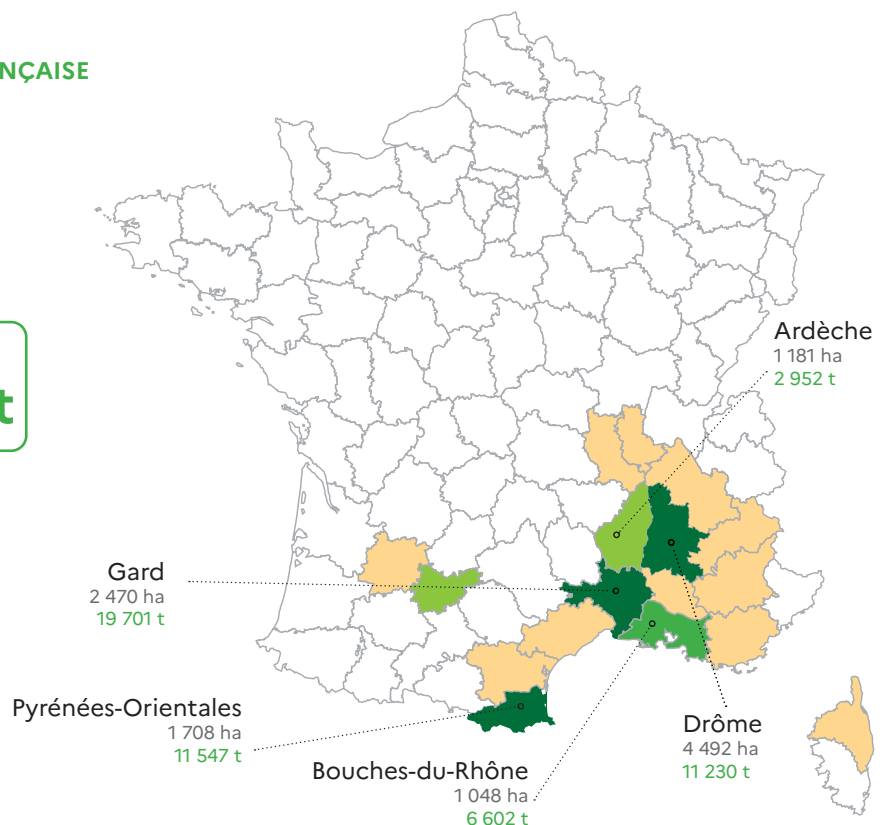 NÇAISE
t
Ardèche
1 181 ha
2 952 t
Gard
2 470 ha
19 701 t
Pyrénées-Orientales
1 708 ha
11 547 t
Bouches-du-Rhône
1 048 ha
6 602 t
Drôme
4 492 ha
11 230 t